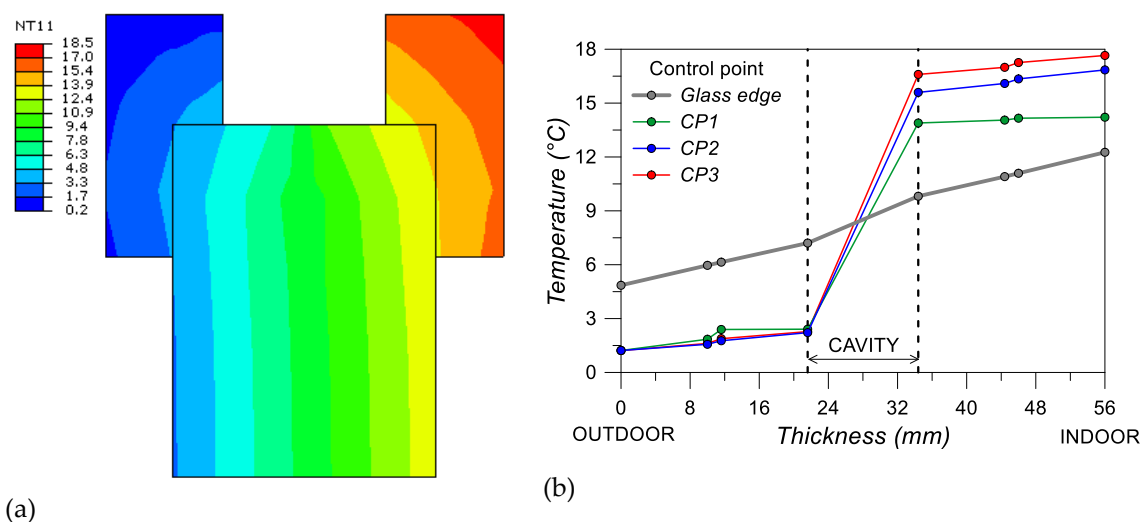 NT11
18.5
17.0
15.4
13.9
12.4
10.9
9.4
7.8
6.3
4.8
3.3
1.7
0.2
(a)
Temperature (°C)
18
15
12
9
6
3
0
Control point
Glass edge
CP1
CP2
CP3
CAVITY
0 8 16 24 32 40 48 56
OUTDOOR Thickness (mm) INDOOR
(b)